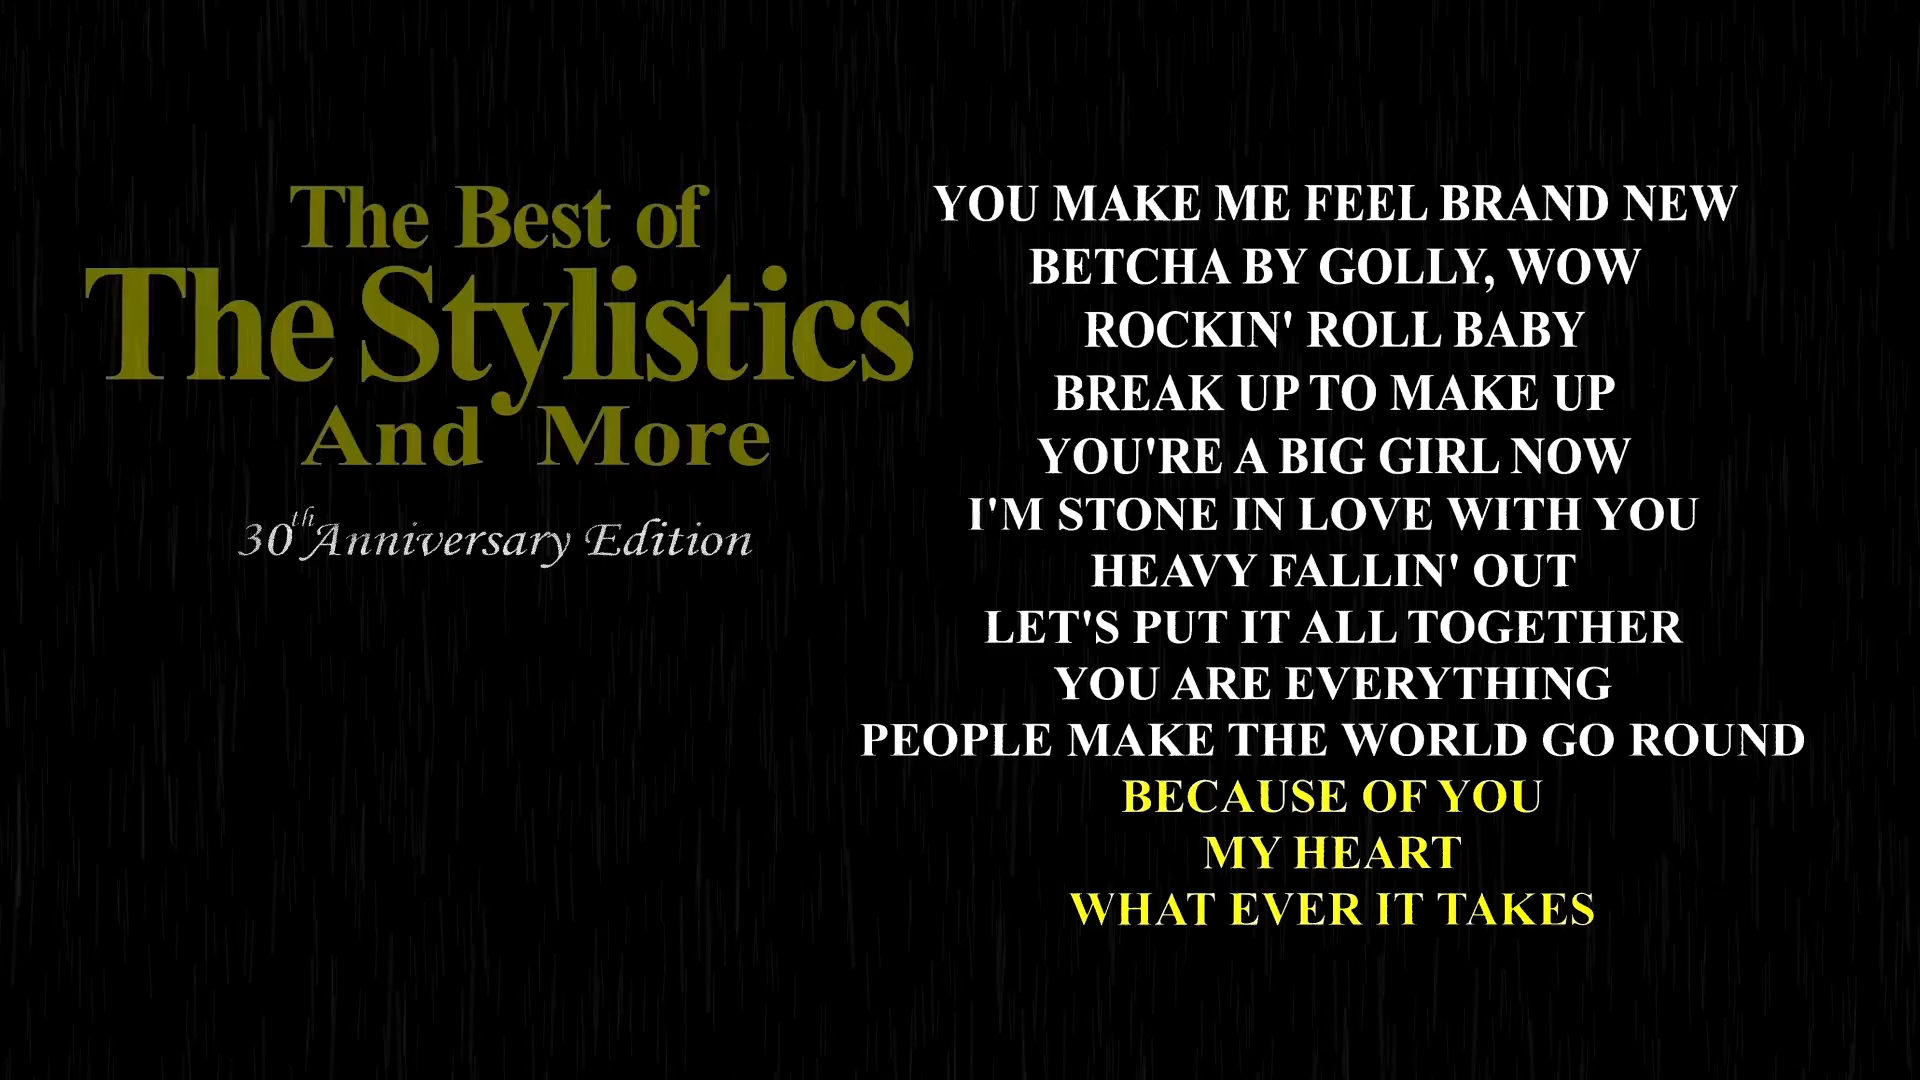 The Best of
The Stylistics
And More
30th Anniversary Edition
YOU MAKE ME FEEL BRAND NEW
BETCHA BY GOLLY, WOW
ROCKIN' ROLL BABY
BREAK UP TO MAKE UP
YOU'RE A BIG GIRL NOW
I'M STONE IN LOVE WITH YOU
HEAVY FALLIN' OUT
LET'S PUT IT ALL TOGETHER
YOU ARE EVERYTHING
PEOPLE MAKE THE WORLD GO ROUND
BECAUSE OF YOU
MY HEART
WHAT EVER IT TAKES